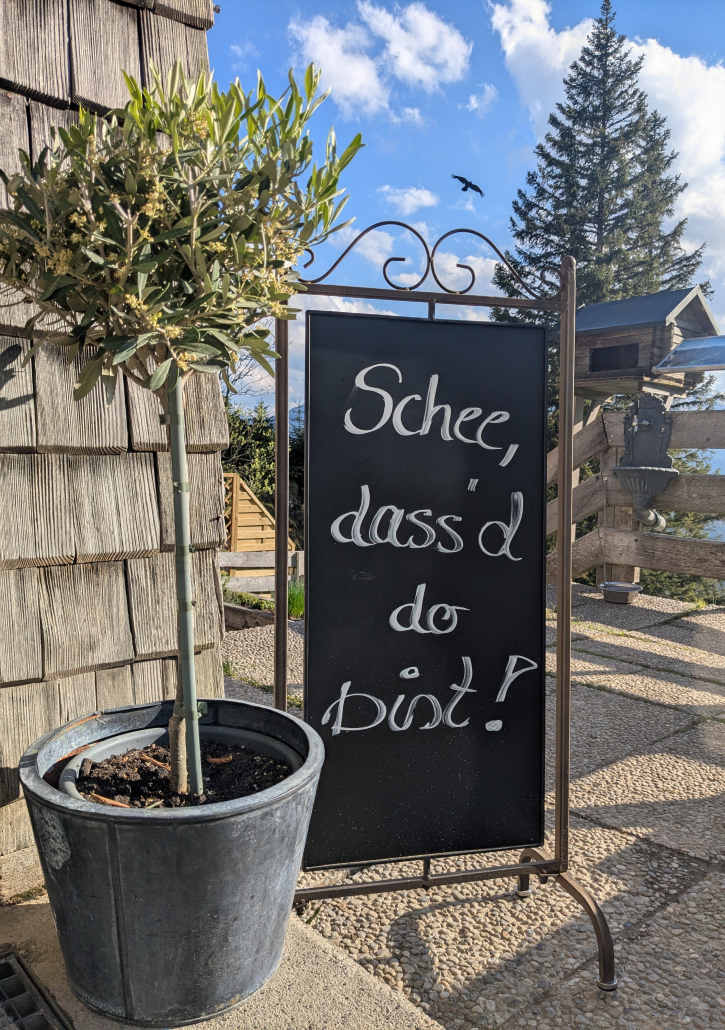 Schee,
dass'd
do
bist!